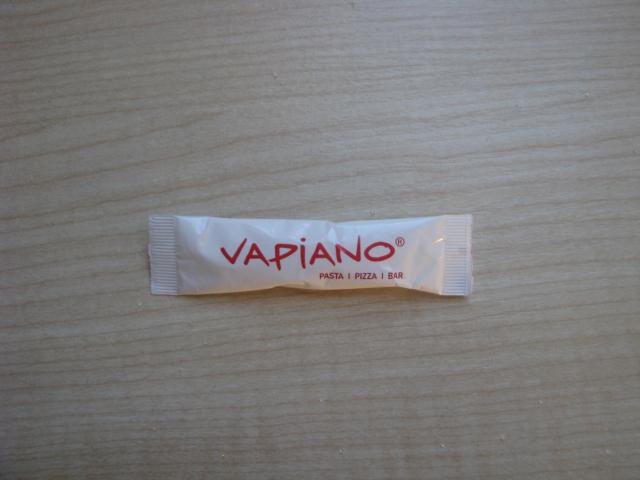 VAPiANO®
PASTA | PIZZA | BAR